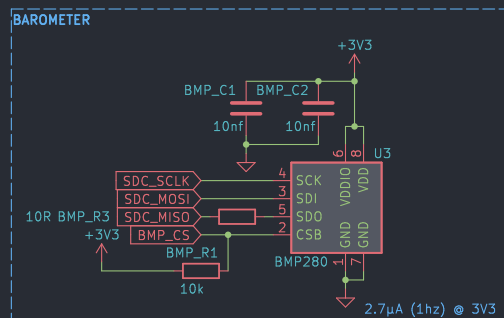 BAROMETER
+3V3
BMP_C1 BMP_C2
10nf 10nf
6 8 U3
VDDIO VDD
SDC_SCLK 4 SCK
SDC_MOSI 3 SDI
10R BMP_R3 SDC_MISO 5 SDO
+3V3 BMP_CS 2 CSB
BMP_R1 GND GND
BMP280
10k 1 7
2.7µA (1hz) @ 3V3